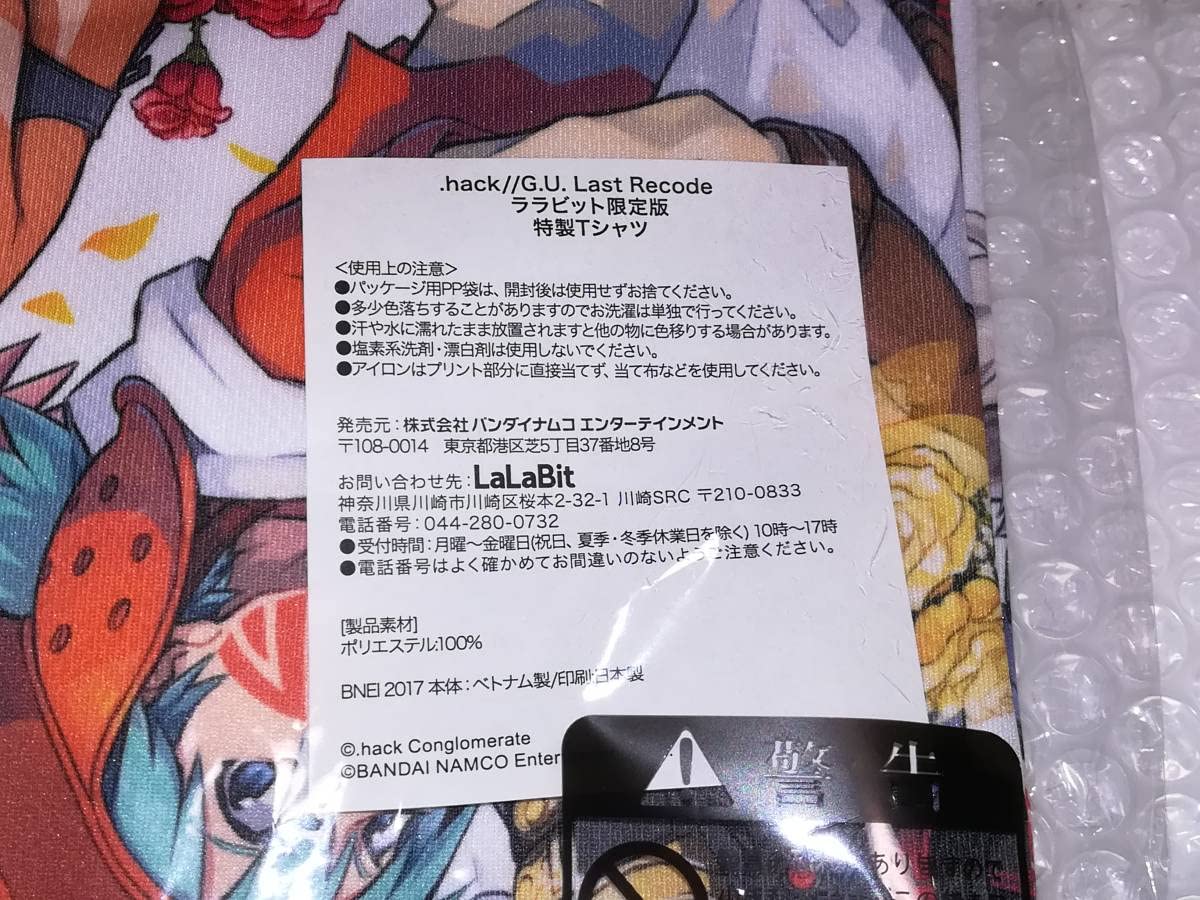 .hack//G.U. Last Recode
ララビット限定版
特製Tシャツ
＜使用上の注意＞
●パッケージ用PP袋は、開封後は使用せずお捨てください。
●多少色落ちすることがありますのでお洗濯は単独で行ってください。
●汗や水に濡れたまま放置されますと他の物に色移りする場合があります。
●塩素系洗剤・漂白剤は使用しないでください。
●アイロンはプリント部分に直接当てず、当て布などを使用してください。
発売元：株式会社 バンダイナムコ エンターテインメント
〒108-0014　東京都港区芝5丁目37番地8号
お問い合わせ先：LaLaBit
神奈川県川崎市川崎区桜本2-32-1 川崎SRC 〒210-0833
電話番号：044-280-0732
●受付時間：月曜～金曜日(祝日、夏季・冬季休業日を除く) 10時～17時
●電話番号はよく確かめてお間違いのないようご注意ください。
[製品素材]
ポリエステル:100%
BNEI 2017 本体：ベトナム製/印刷:日本製
©.hack Conglomerate
©BANDAI NAMCO Enter
警告
ありますので